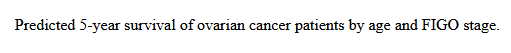 Predicted 5-year survival of ovarian cancer patients by age and FIGO stage.